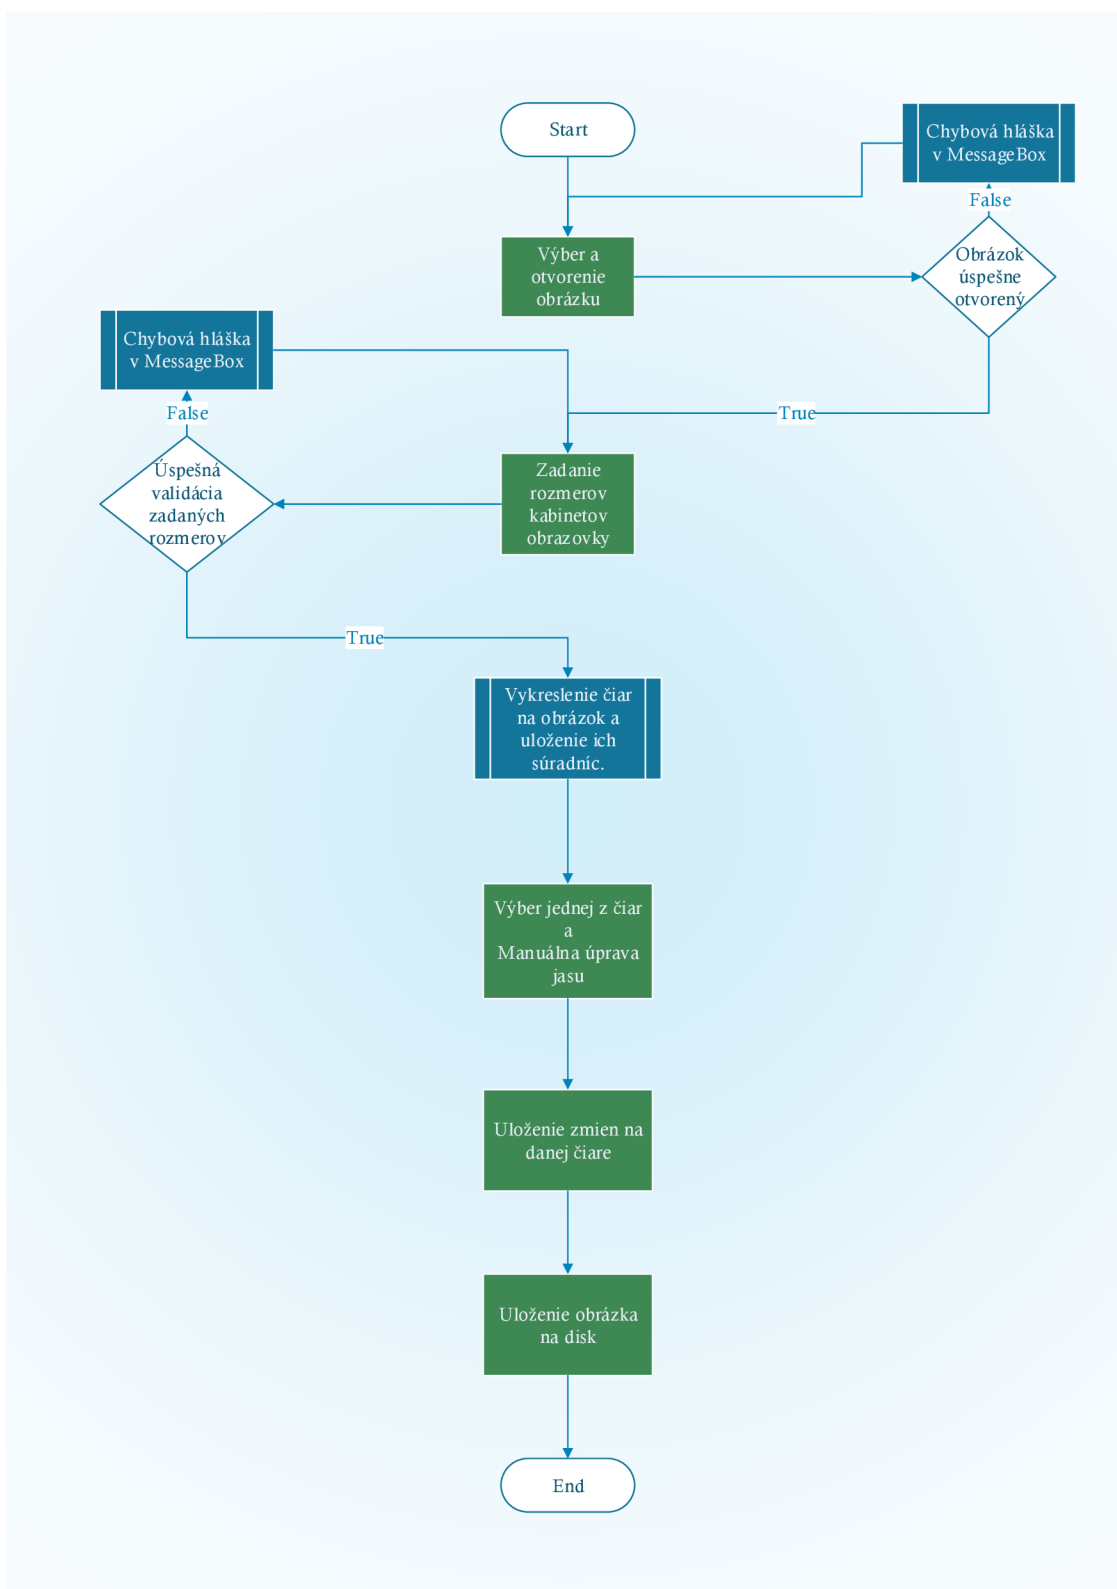 Start
Chybová hláška
v MessageBox
False
Výber a
otvorenie
obrázku
Obrázok
úspešne
otvorený
Chybová hláška
v MessageBox
False
True
Úspešná
validácia
zadaných
rozmerov
Zadanie
rozmerov
kabinetov
obrazovky
True
Vykreslenie čiar
na obrázok a
uloženie ich
súradníc.
Výber jednej z čiar
a
Manuálna úprava
jasu
Uloženie zmien na
danej čiare
Uloženie obrázka
na disk
End